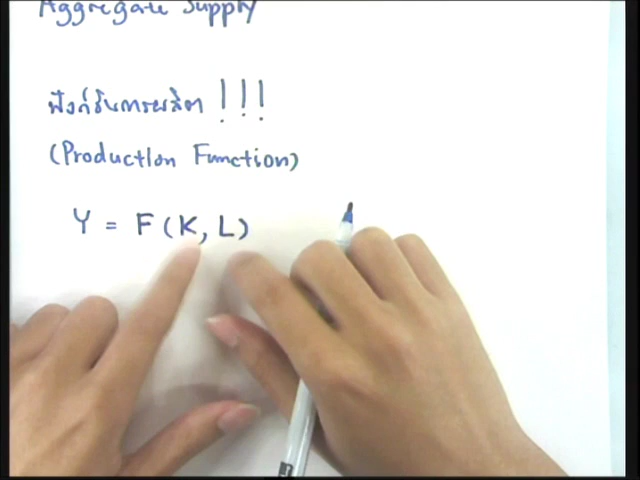 Aggregate Supply
ฟังก์ชันการผลิต !!!
(Production Function)
Y = F (K, L)